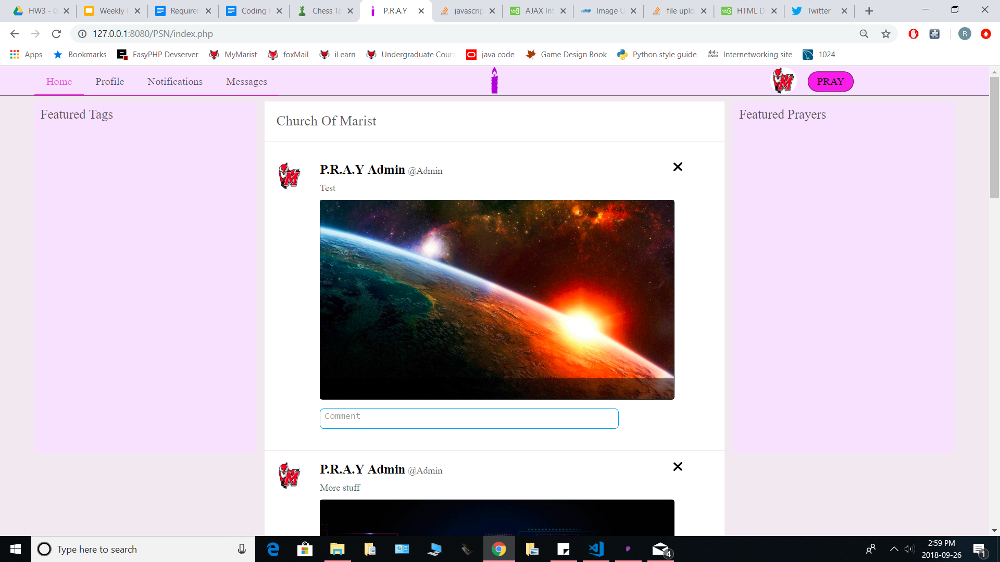 HW3 - G
Weekly
Requirer
Coding
Chess Ta
P.R.A.Y
javascrip
AJAX Int
Image U
file uplo
HTML D
Twitter
127.0.0.1:8080/PSN/index.php
R
Apps
Bookmarks
EasyPHP Devserver
MyMarist
foxMail
iLearn
Undergraduate Cour
java code
Game Design Book
Python style guide
Internetworking site
1024
Home
Profile
Notifications
Messages
PRAY
Featured Tags
Church Of Marist
Featured Prayers
P.R.A.Y Admin @Admin
Test
Comment
P.R.A.Y Admin @Admin
More stuff
Type here to search
4
2:59 PM
2018-09-26
1